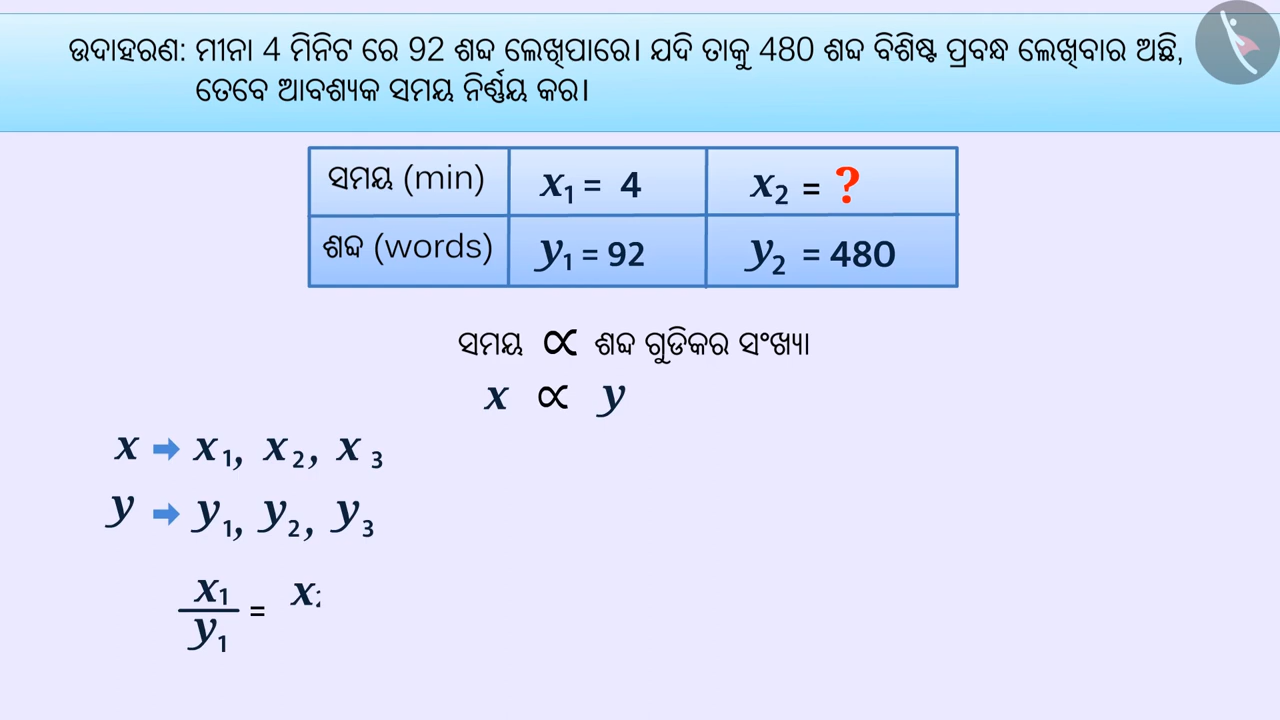 ଉଦାହରଣ: ମୀନା 4 ମିନିଟ ରେ 92 ଶବ୍ଦ ଲେଖିପାରେ। ଯଦି ତାକୁ 480 ଶବ୍ଦ ବିଶିଷ୍ଟ ପ୍ରବନ୍ଧ ଲେଖିବାର ଅଛି,
ତେବେ ଆବଶ୍ୟକ ସମୟ ନିର୍ଣ୍ଣୟ କର।
ସମୟ (min) x₁ = 4 x₂ = ?
ଶବ୍ଦ (words) y₁ = 92 y₂ = 480
ସମୟ ∝ ଶବ୍ଦ ଗୁଡିକର ସଂଖ୍ୟା
x ∝ y
x ➡ x₁, x₂, x₃
y ➡ y₁, y₂, y₃
x₁/y₁ = x₂